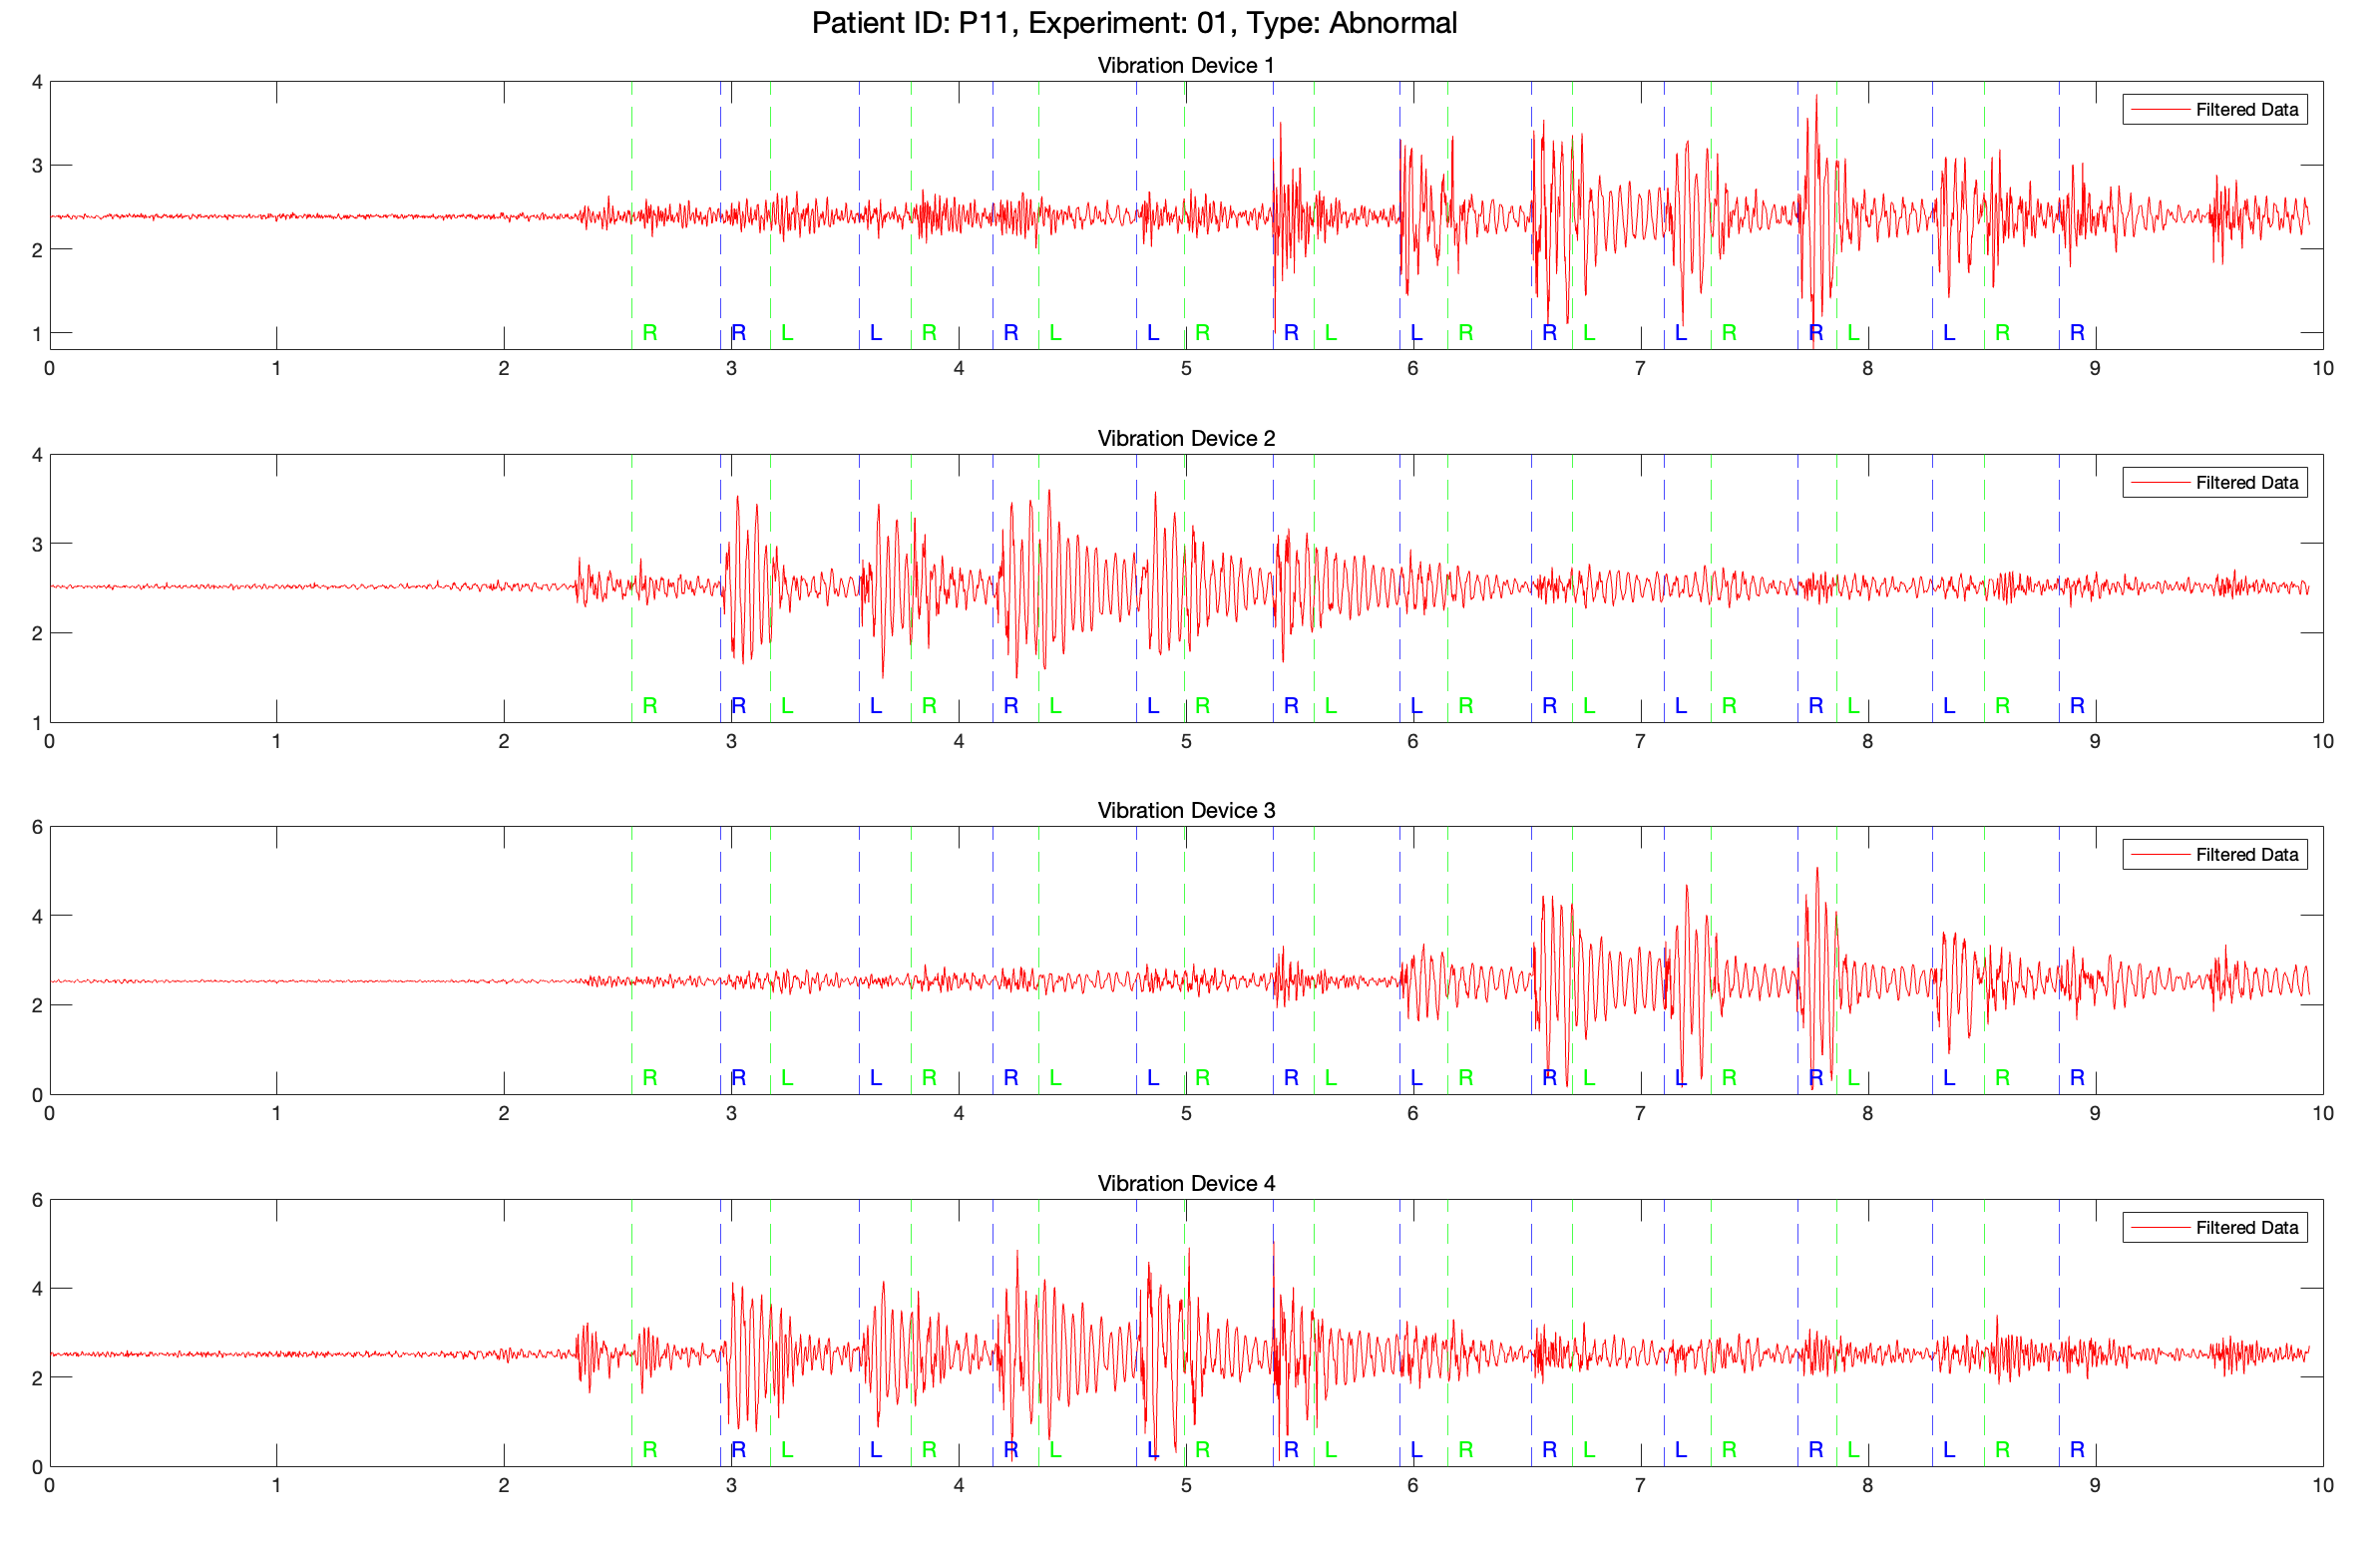 Patient ID: P11, Experiment: 01, Type: Abnormal
Vibration Device 1
4
3
2
1
Filtered Data
R R L L R R L L R R L L R R L L R R L L R R
0 1 2 3 4 5 6 7 8 9 10
Vibration Device 2
4
3
2
1
Filtered Data
R R L L R R L L R R L L R R L L R R L L R R
0 1 2 3 4 5 6 7 8 9 10
Vibration Device 3
6
4
2
0
Filtered Data
R R L L R R L L R R L L R R L L R R L L R R
0 1 2 3 4 5 6 7 8 9 10
Vibration Device 4
6
4
2
0
Filtered Data
R R L L R R L L R R L L R R L L R R L L R R
0 1 2 3 4 5 6 7 8 9 10